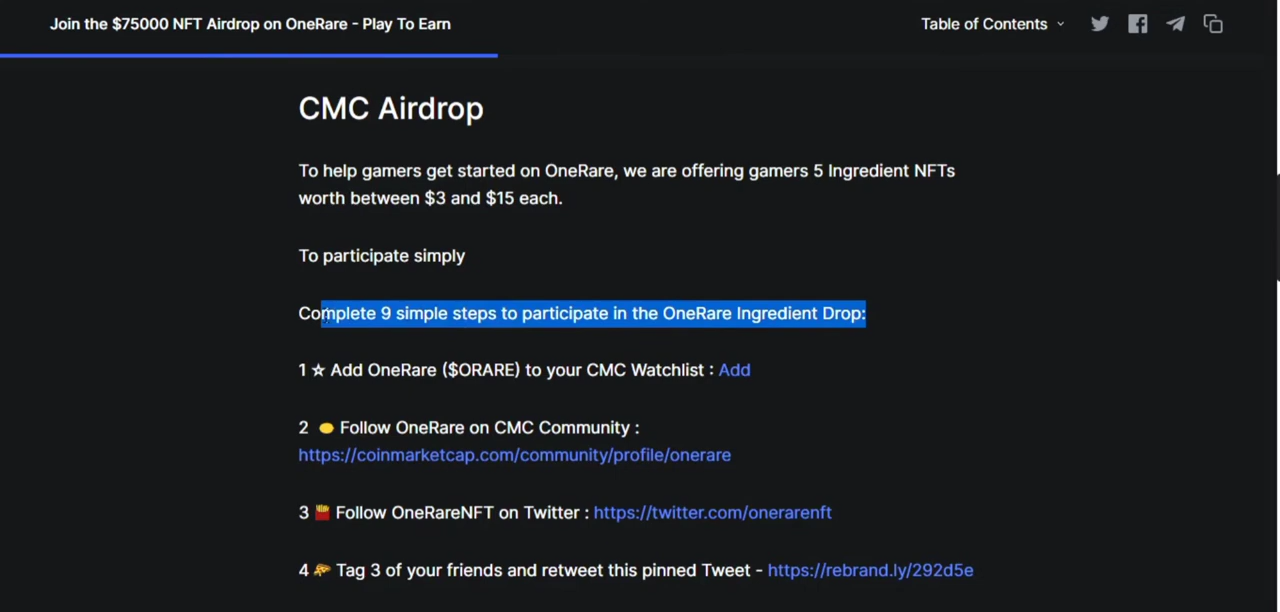 Join the $75000 NFT Airdrop on OneRare - Play To Earn
Table of Contents
CMC Airdrop
To help gamers get started on OneRare, we are offering gamers 5 Ingredient NFTs
worth between $3 and $15 each.
To participate simply
Complete 9 simple steps to participate in the OneRare Ingredient Drop:
1 ☆ Add OneRare ($ORARE) to your CMC Watchlist : Add
2 Follow OneRare on CMC Community :
https://coinmarketcap.com/community/profile/onerare
3 🍟 Follow OneRareNFT on Twitter : https://twitter.com/onerarenft
4 🍕 Tag 3 of your friends and retweet this pinned Tweet - https://rebrand.ly/292d5e